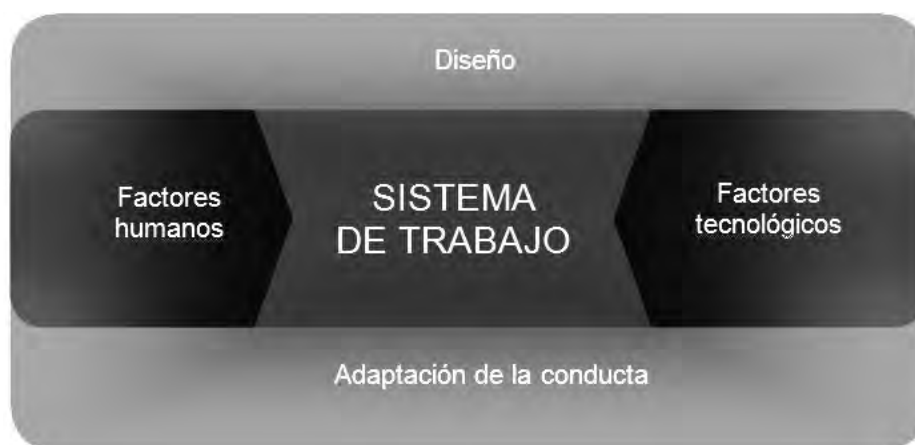 Diseño
Factores
humanos
SISTEMA
DE TRABAJO
Factores
tecnológicos
Adaptación de la conducta